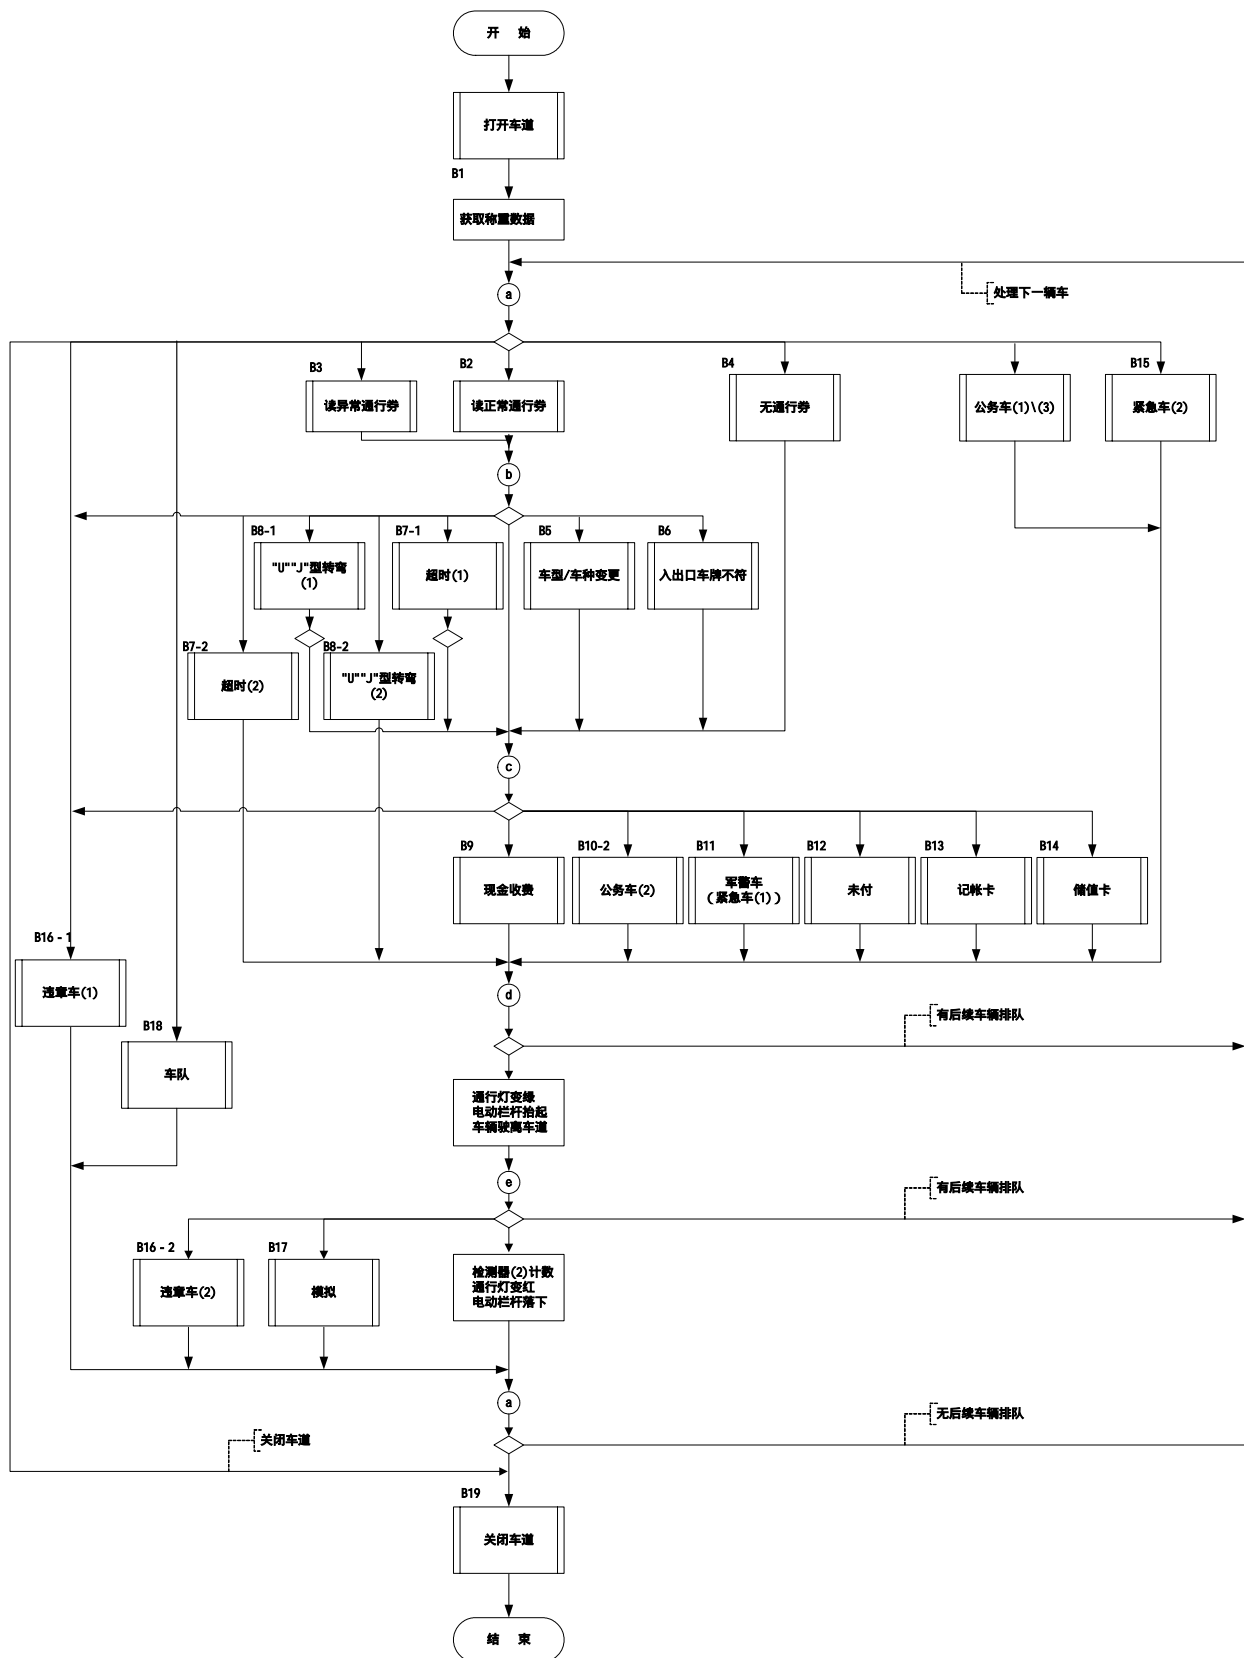 开 始
打开车道
B1
获取称重数据
a
处理下一辆车
B3
B2
B4
B15
读异常通行券
读正常通行券
无通行券
公务车(1)\(3)
紧急车(2)
b
B8-1
B7-1
B5
B6
"U""J"型转弯
(1)
超时(1)
车型/车种变更
入出口车牌不符
B7-2
B8-2
超时(2)
"U""J"型转弯
(2)
c
B9
B10-2
B11
B12
B13
B14
现金收费
公务车(2)
军警车
(紧急车(1))
未付
记帐卡
储值卡
B16-1
违章车(1)
d
B18
有后续车辆排队
车队
通行灯变绿
电动栏杆抬起
车辆驶离车道
e
有后续车辆排队
B16-2
B17
违章车(2)
模拟
检测器(2)计数
通行灯变红
电动栏杆落下
a
无后续车辆排队
关闭车道
B19
关闭车道
结 束